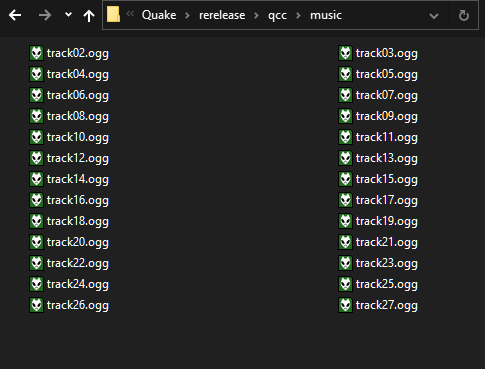 Quake > rerelease > qcc > music
track02.ogg track03.ogg
track04.ogg track05.ogg
track06.ogg track07.ogg
track08.ogg track09.ogg
track10.ogg track11.ogg
track12.ogg track13.ogg
track14.ogg track15.ogg
track16.ogg track17.ogg
track18.ogg track19.ogg
track20.ogg track21.ogg
track22.ogg track23.ogg
track24.ogg track25.ogg
track26.ogg track27.ogg